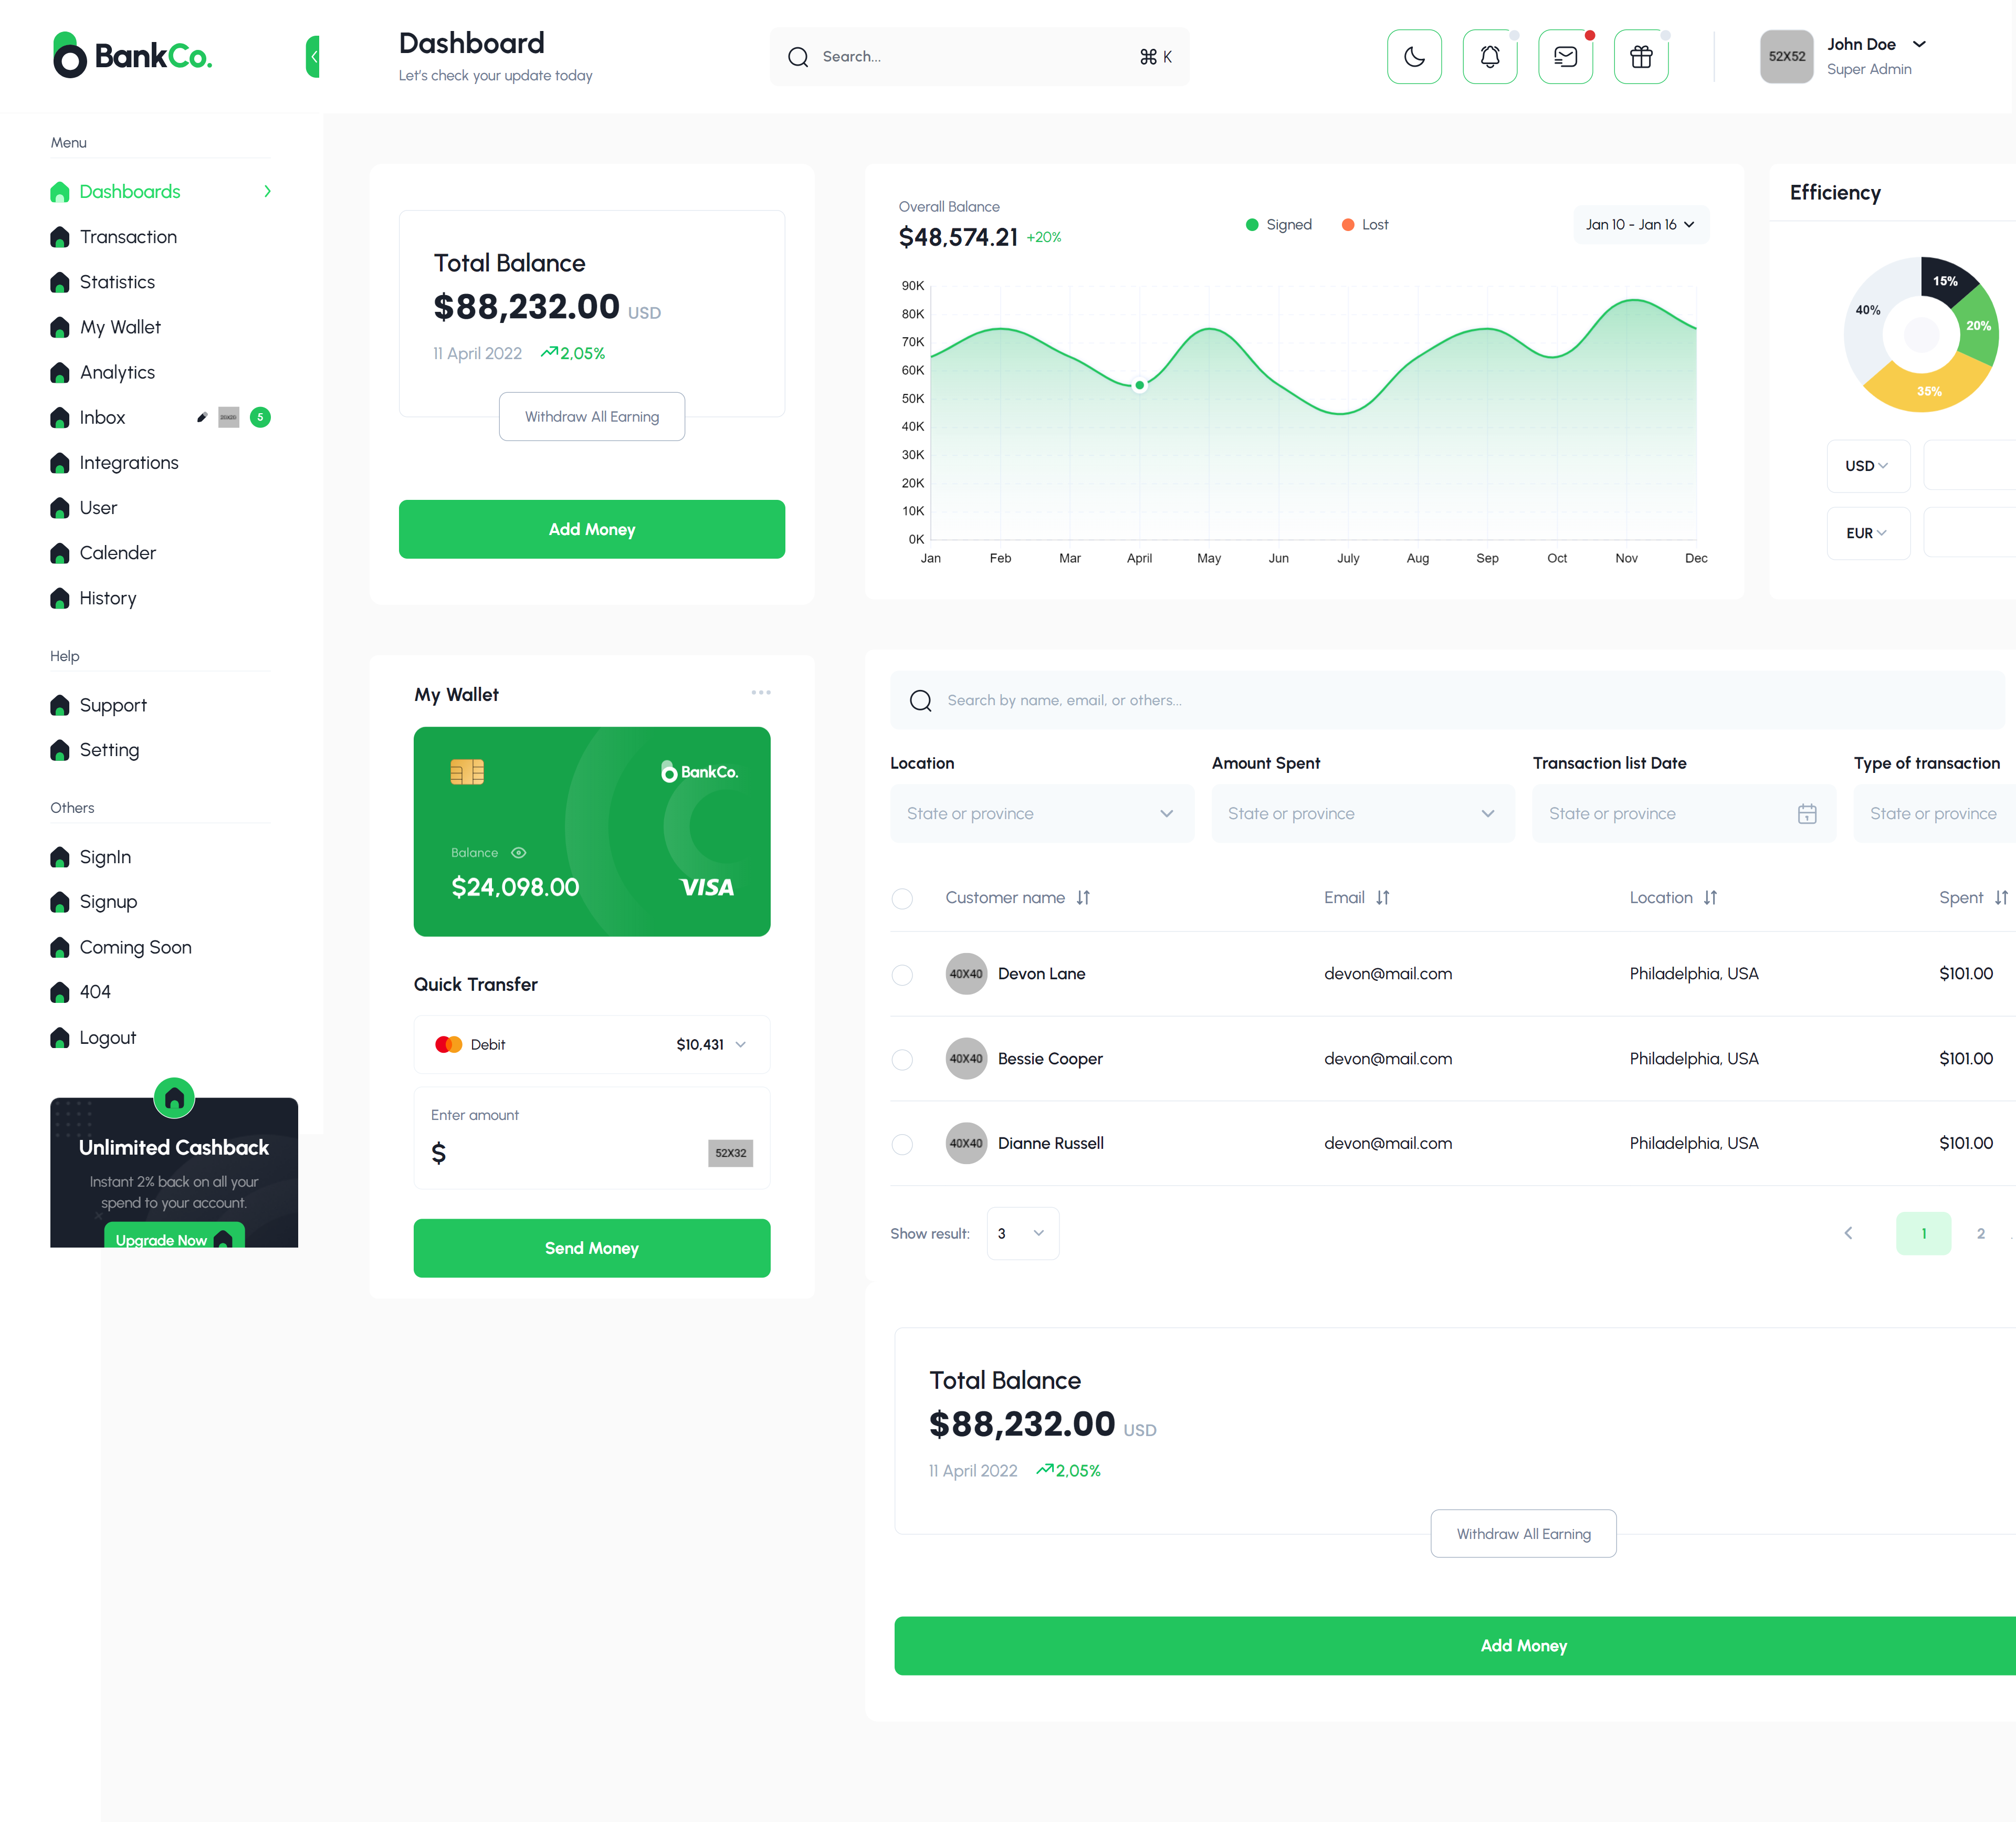 BankCo.
Dashboard
Let's check your update today
Search...
⌘ K
52X52
John Doe
Super Admin
Menu
Dashboards
Transaction
Statistics
My Wallet
Analytics
Inbox
20X20
5
Integrations
User
Calender
History
Help
Support
Setting
Others
SignIn
Signup
Coming Soon
404
Logout
Unlimited Cashback
Instant 2% back on all your
spend to your account.
Upgrade Now
Total Balance
$88,232.00 USD
11 April 2022 2,05%
Withdraw All Earning
Add Money
Overall Balance
$48,574.21 +20%
Signed
Lost
Jan 10 - Jan 16
90K
80K
70K
60K
50K
40K
30K
20K
10K
0K
Jan Feb Mar April May Jun July Aug Sep Oct Nov Dec
Efficiency
15%
40%
20%
35%
USD
EUR
My Wallet
BankCo.
Balance
$24,098.00
VISA
Quick Transfer
Debit $10,431
Enter amount
$
52X32
Send Money
Search by name, email, or others...
Location Amount Spent Transaction list Date Type of transaction
State or province State or province State or province State or province
Customer name Email Location Spent
40X40 Devon Lane devon@mail.com Philadelphia, USA $101.00
40X40 Bessie Cooper devon@mail.com Philadelphia, USA $101.00
40X40 Dianne Russell devon@mail.com Philadelphia, USA $101.00
Show result: 3
1 2 .
Total Balance
$88,232.00 USD
11 April 2022 2,05%
Withdraw All Earning
Add Money